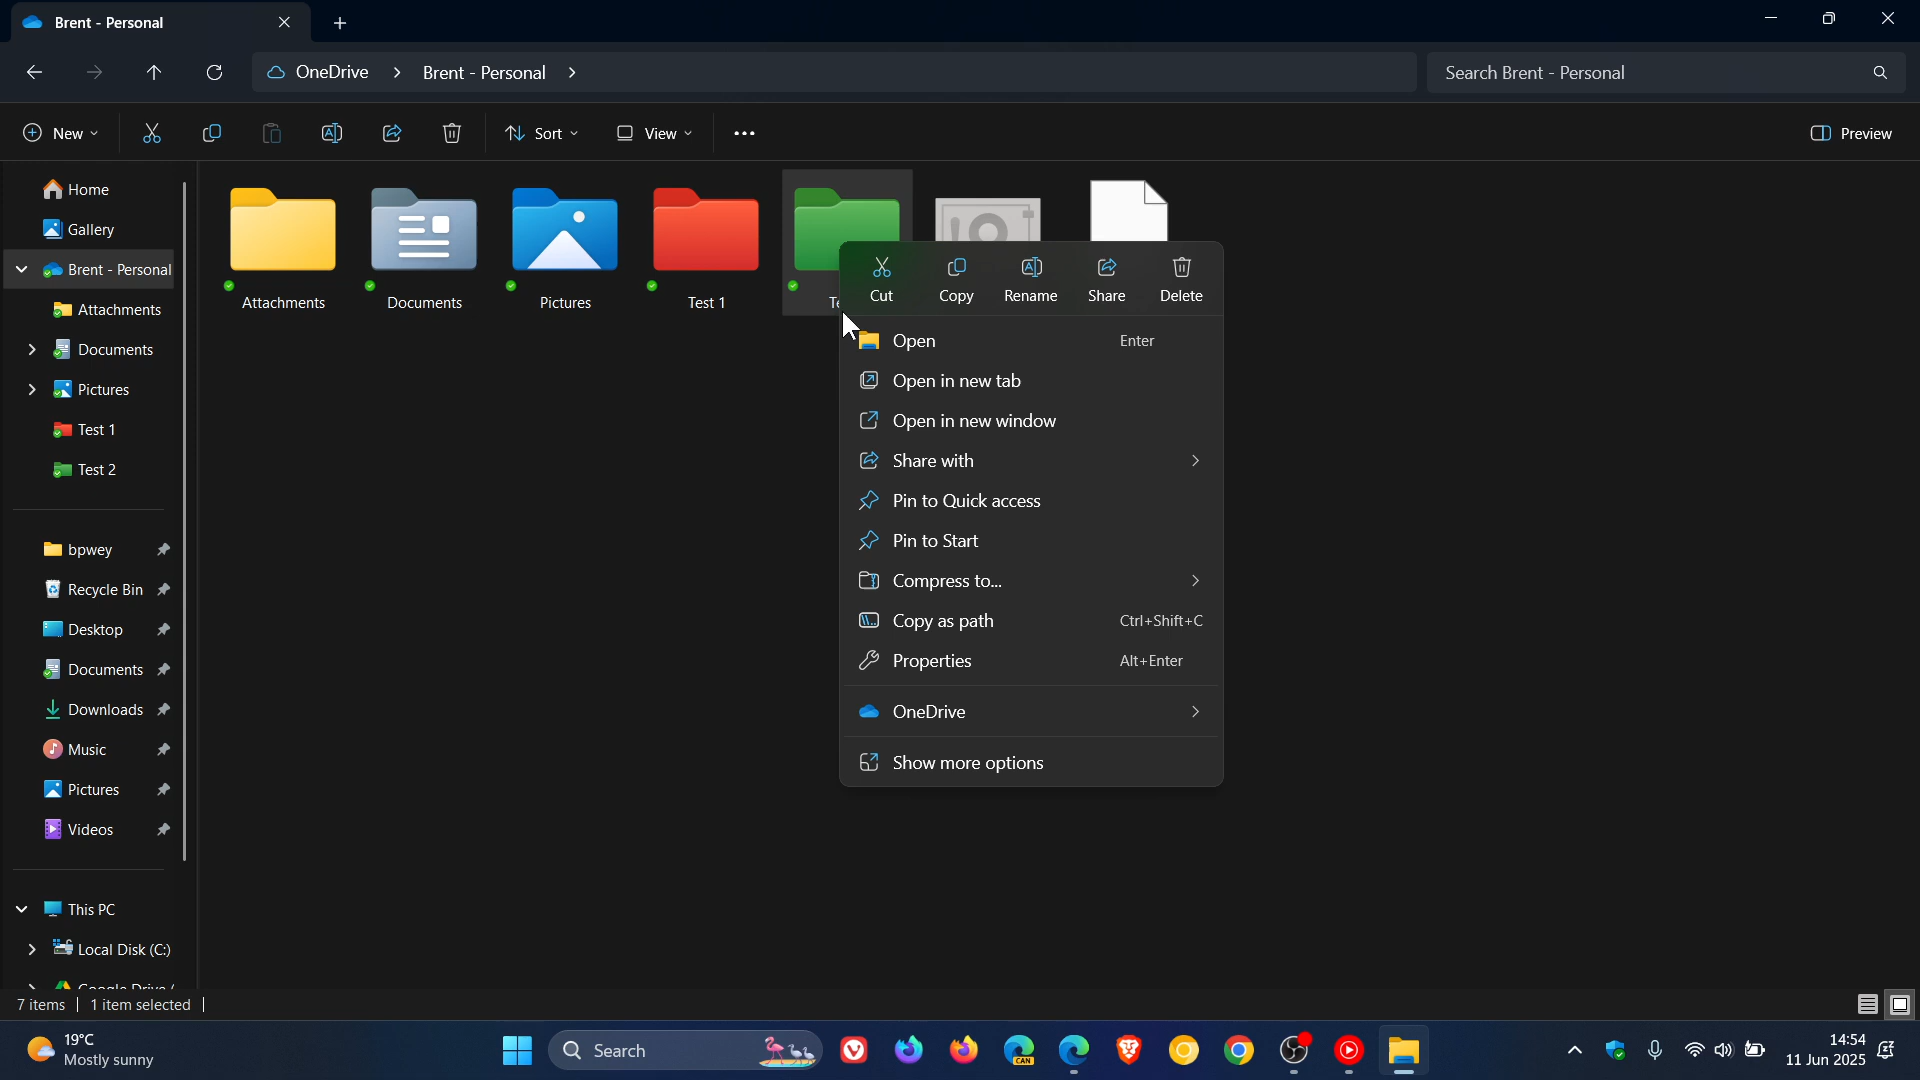 Brent - Personal
OneDrive > Brent - Personal >
Search Brent - Personal
New
Sort
View
Preview
Home
Gallery
Brent - Personal
Attachments
Documents
Pictures
Test 1
Test 2
bpwey
Recycle Bin
Desktop
Documents
Downloads
Music
Pictures
Videos
This PC
Local Disk (C:)
Attachments
Documents
Pictures
Test 1
Cut
Copy
Rename
Share
Delete
Open Enter
Open in new tab
Open in new window
Share with
Pin to Quick access
Pin to Start
Compress to...
Copy as path Ctrl+Shift+C
Properties Alt+Enter
OneDrive
Show more options
7 items | 1 item selected |
19°C
Mostly sunny
Search
CAN
14:54
11 Jun 2025